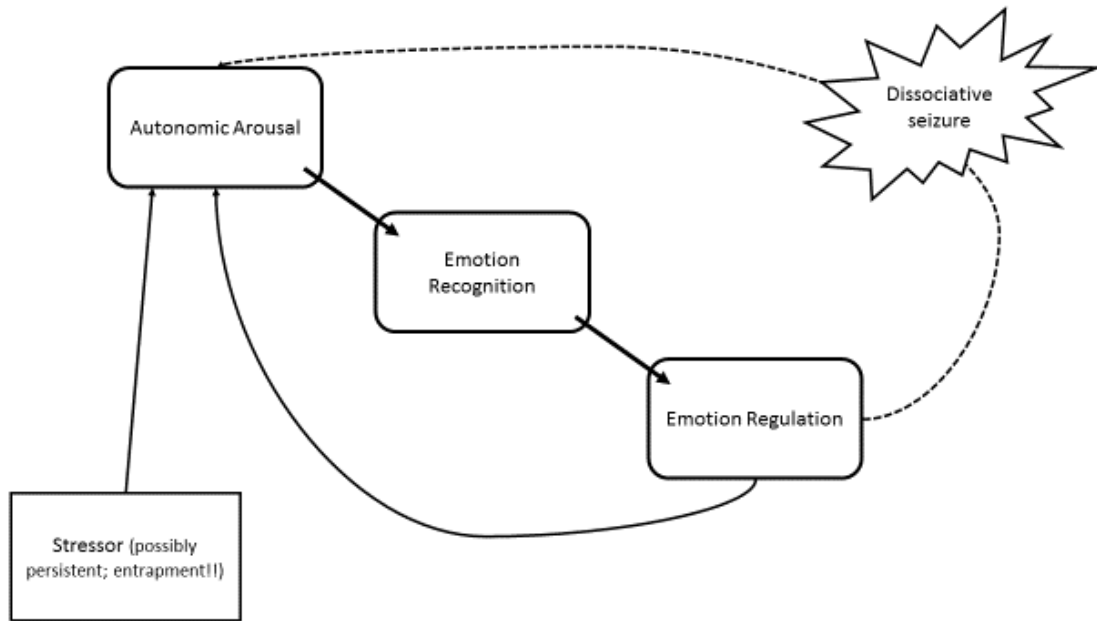 Dissociative
seizure
Autonomic Arousal
Emotion
Recognition
Emotion Regulation
Stressor (possibly
persistent; entrapment!!)